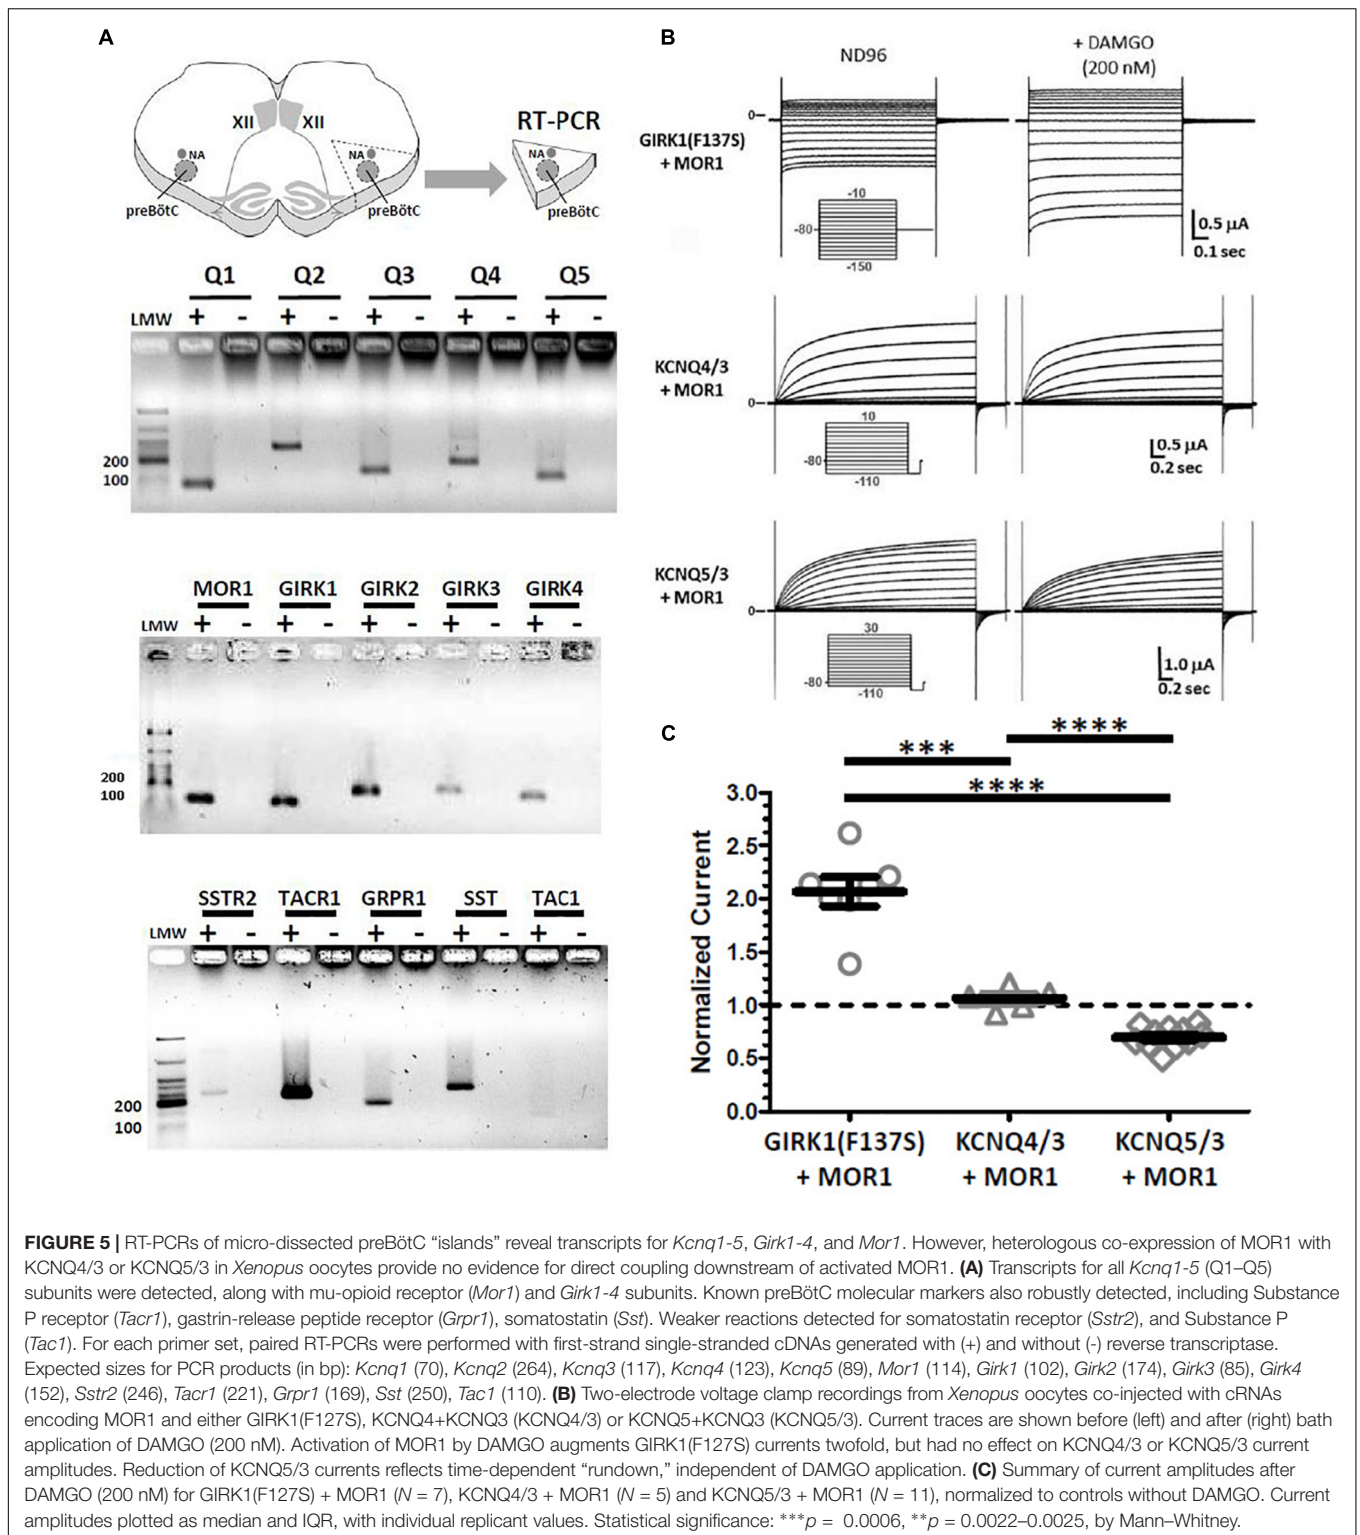 A
XII XII
NA
NA
preBötC
preBötC
RT-PCR
NA
preBötC
Q1 Q2 Q3 Q4 Q5
LMW + - + - + - + - + -
200
100
MOR1 GIRK1 GIRK2 GIRK3 GIRK4
LMW + - + - + - + - + -
200
100
SSTR2 TACR1 GRPR1 SST TAC1
LMW + - + - + - + - + -
200
100
B
ND96
+ DAMGO
(200 nM)
0
GIRK1(F137S)
+ MOR1
-10
-80
-150
0.5 µA
0.1 sec
KCNQ4/3
+ MOR1
0
10
-80
-110
0.5 µA
0.2 sec
KCNQ5/3
+ MOR1
0
30
-80
-110
1.0 µA
0.2 sec
C
****
***
****
Normalized Current
3.0
2.5
2.0
1.5
1.0
0.5
0.0
GIRK1(F137S)
+ MOR1
KCNQ4/3
+ MOR1
KCNQ5/3
+ MOR1
FIGURE 5 | RT-PCRs of micro-dissected preBötC “islands” reveal transcripts for Kcnq1-5, Girk1-4, and Mor1. However, heterologous co-expression of MOR1 with
KCNQ4/3 or KCNQ5/3 in Xenopus oocytes provide no evidence for direct coupling downstream of activated MOR1. (A) Transcripts for all Kcnq1-5 (Q1–Q5)
subunits were detected, along with mu-opioid receptor (Mor1) and Girk1-4 subunits. Known preBötC molecular markers also robustly detected, including Substance
P receptor (Tacr1), gastrin-release peptide receptor (Grpr1), somatostatin (Sst). Weaker reactions detected for somatostatin receptor (Sstr2), and Substance P
(Tac1). For each primer set, paired RT-PCRs were performed with first-strand single-stranded cDNAs generated with (+) and without (-) reverse transcriptase.
Expected sizes for PCR products (in bp): Kcnq1 (70), Kcnq2 (264), Kcnq3 (117), Kcnq4 (123), Kcnq5 (89), Mor1 (114), Girk1 (102), Girk2 (174), Girk3 (85), Girk4
(152), Sstr2 (246), Tacr1 (221), Grpr1 (169), Sst (250), Tac1 (110). (B) Two-electrode voltage clamp recordings from Xenopus oocytes co-injected with cRNAs
encoding MOR1 and either GIRK1(F127S), KCNQ4+KCNQ3 (KCNQ4/3) or KCNQ5+KCNQ3 (KCNQ5/3). Current traces are shown before (left) and after (right) bath
application of DAMGO (200 nM). Activation of MOR1 by DAMGO augments GIRK1(F127S) currents twofold, but had no effect on KCNQ4/3 or KCNQ5/3 current
amplitudes. Reduction of KCNQ5/3 currents reflects time-dependent “rundown,” independent of DAMGO application. (C) Summary of current amplitudes after
DAMGO (200 nM) for GIRK1(F127S) + MOR1 (N = 7), KCNQ4/3 + MOR1 (N = 5) and KCNQ5/3 + MOR1 (N = 11), normalized to controls without DAMGO. Current
amplitudes plotted as median and IQR, with individual replicant values. Statistical significance: ***p = 0.0006, **p = 0.0022–0.0025, by Mann–Whitney.